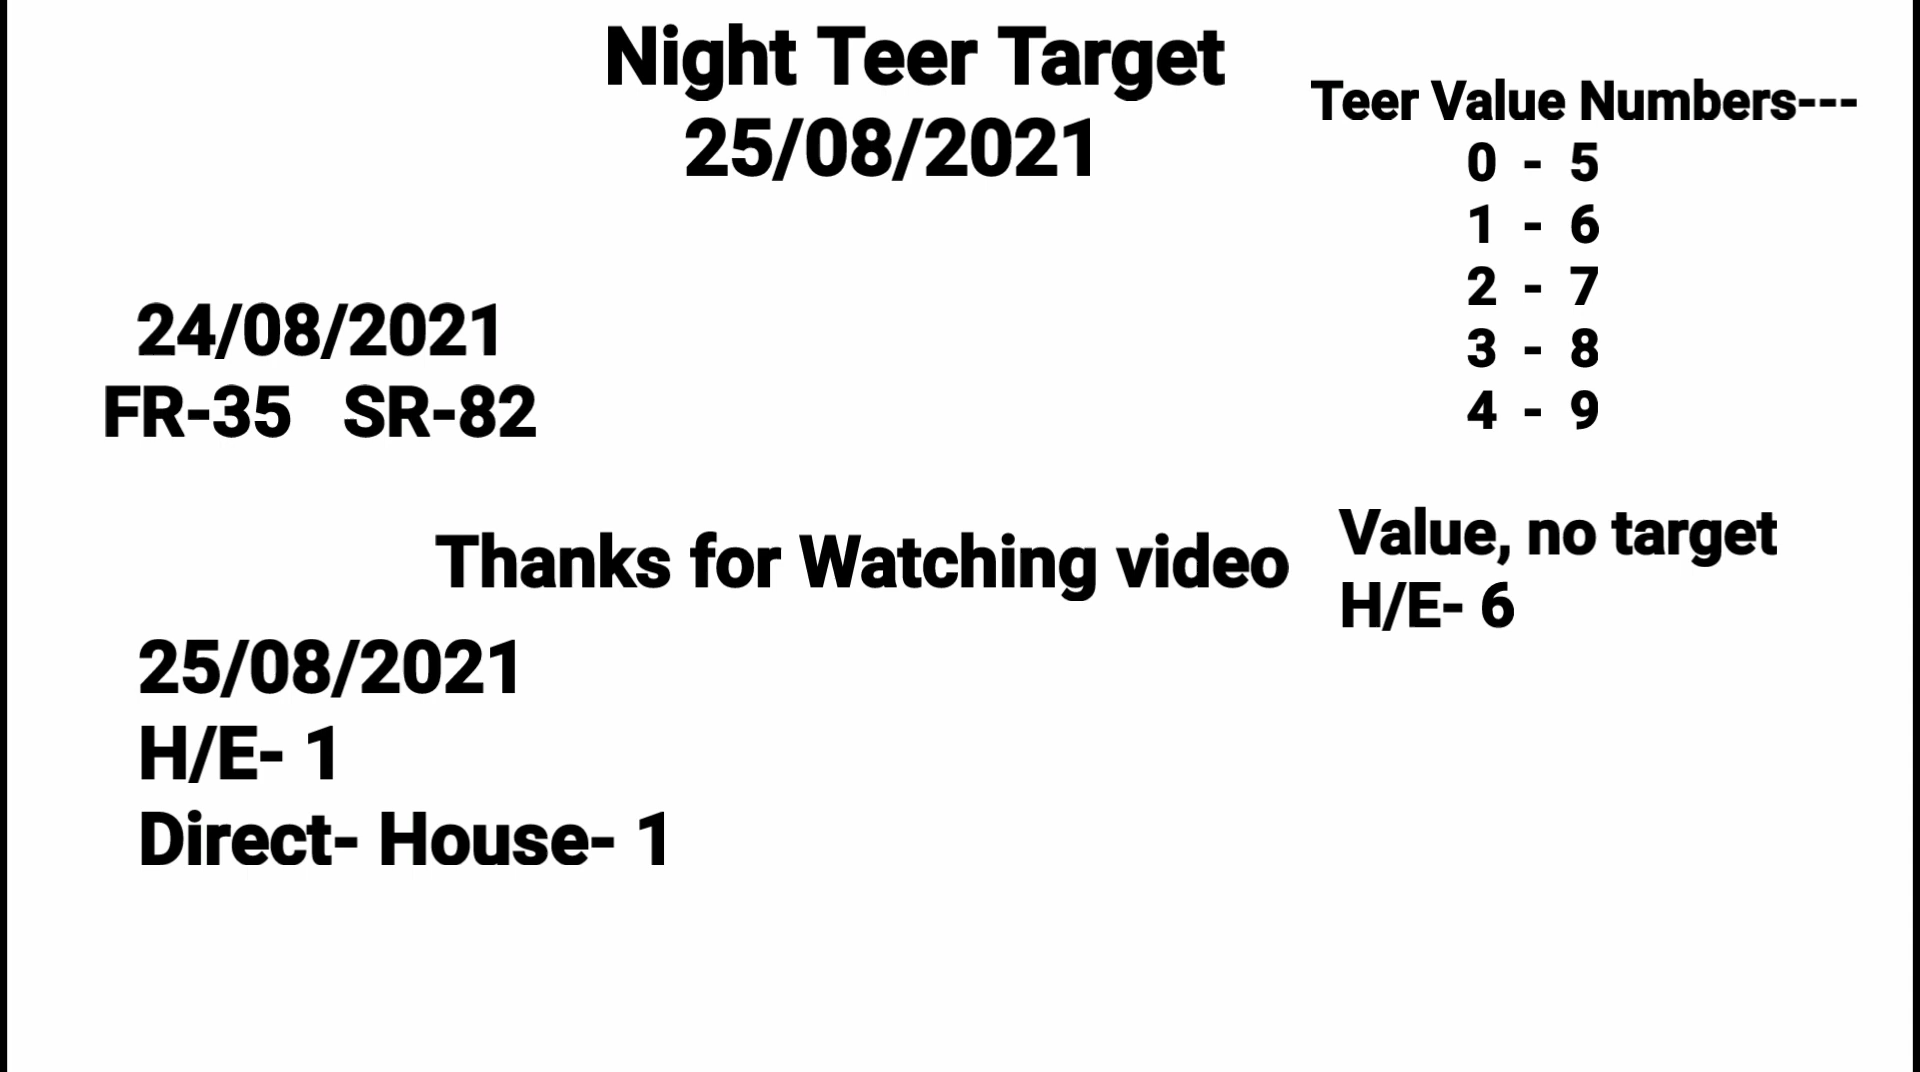 Night Teer Target
25/08/2021
Teer Value Numbers---
0 - 5
1 - 6
2 - 7
3 - 8
4 - 9
24/08/2021
FR-35 SR-82
Thanks for Watching video
Value, no target
H/E- 6
25/08/2021
H/E- 1
Direct- House- 1